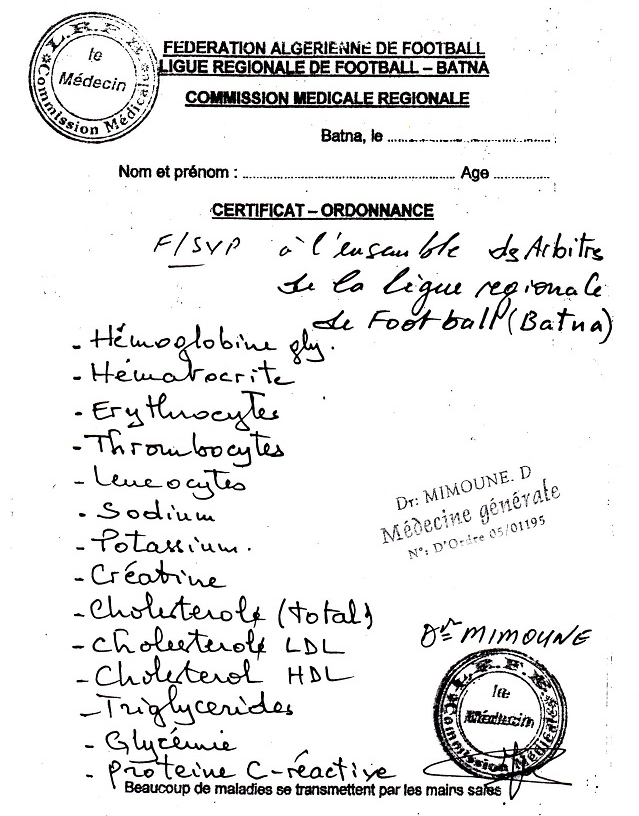 L.R.F.B
le Médecin
Commission Médicale
FEDERATION ALGERIENNE DE FOOTBALL
LIGUE REGIONALE DE FOOTBALL – BATNA
COMMISSION MEDICALE REGIONALE
Batna, le
Nom et prénom : Age
CERTIFICAT – ORDONNANCE
F/SVP à l'ensemble des Arbitres
de la ligue regionale
de Football (Batna)
- Hémoglobine gly.
- Hématocrite
- Erythrocytes
- Thrombocytes
- Leucocytes
- Sodium
- Potassium.
- Créatine
- Cholesterole (total)
- Cholesterole LDL
- Cholesterol HDL
- Triglycerides
- Glycémie
- Proteine C-réactive
Dr: MIMOUNE. D
Médecine générale
N°: D'Ordre 05/01195
Dr MIMOUNE
L.R.F.B
le Médecin
Commission Médicale
Beaucoup de maladies se transmettent par les mains sales